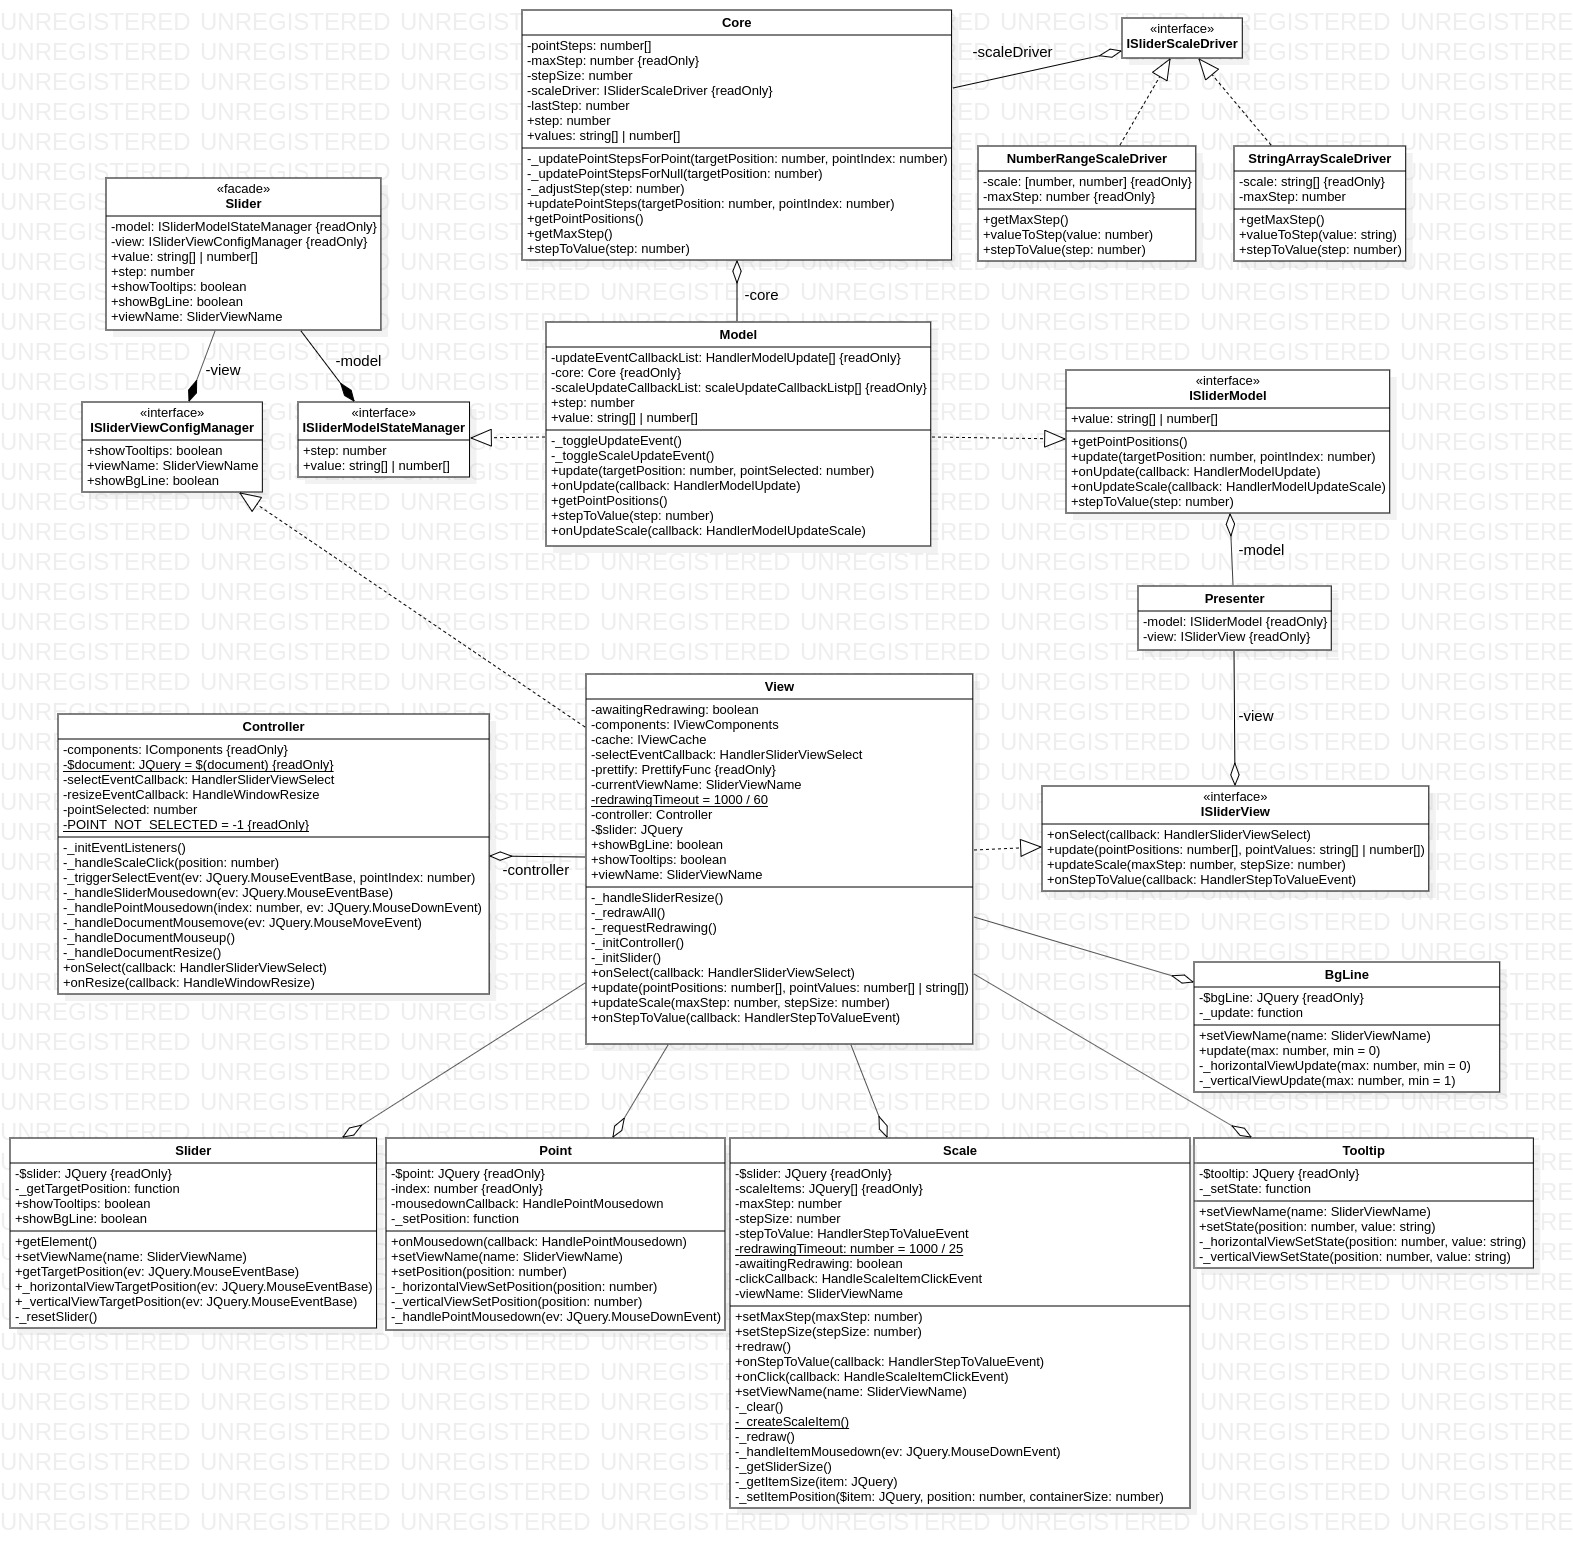 Core
-pointSteps: number[]
-maxStep: number {readOnly}
-stepSize: number
-scaleDriver: ISliderScaleDriver {readOnly}
-lastStep: number
+step: number
+values: string[] | number[]
-_updatePointStepsForPoint(targetPosition: number, pointIndex: number)
-_updatePointStepsForNull(targetPosition: number)
-_adjustStep(step: number)
+updatePointSteps(targetPosition: number, pointIndex: number)
+getPointPositions()
+getMaxStep()
+stepToValue(step: number)
-scaleDriver
«interface»
ISliderScaleDriver
NumberRangeScaleDriver
-scale: [number, number] {readOnly}
-maxStep: number {readOnly}
+getMaxStep()
+valueToStep(value: number)
+stepToValue(step: number)
StringArrayScaleDriver
-scale: string[] {readOnly}
-maxStep: number
+getMaxStep()
+valueToStep(value: string)
+stepToValue(step: number)
«facade»
Slider
-model: ISliderModelStateManager {readOnly}
-view: ISliderViewConfigManager {readOnly}
+value: string[] | number[]
+step: number
+showTooltips: boolean
+showBgLine: boolean
+viewName: SliderViewName
-core
-view
-model
«interface»
ISliderViewConfigManager
+showTooltips: boolean
+viewName: SliderViewName
+showBgLine: boolean
«interface»
ISliderModelStateManager
+step: number
+value: string[] | number[]
Model
-updateEventCallbackList: HandlerModelUpdate[] {readOnly}
-core: Core {readOnly}
-scaleUpdateCallbackList: scaleUpdateCallbackListp[] {readOnly}
+step: number
+value: string[] | number[]
-_toggleUpdateEvent()
-_toggleScaleUpdateEvent()
+update(targetPosition: number, pointSelected: number)
+onUpdate(callback: HandlerModelUpdate)
+getPointPositions()
+stepToValue(step: number)
+onUpdateScale(callback: HandlerModelUpdateScale)
«interface»
ISliderModel
+value: string[] | number[]
+getPointPositions()
+update(targetPosition: number, pointIndex: number)
+onUpdate(callback: HandlerModelUpdate)
+onUpdateScale(callback: HandlerModelUpdateScale)
+stepToValue(step: number)
-model
Presenter
-model: ISliderModel {readOnly}
-view: ISliderView {readOnly}
-view
Controller
-components: IComponents {readOnly}
-$document: JQuery = $(document) {readOnly}
-selectEventCallback: HandlerSliderViewSelect
-resizeEventCallback: HandleWindowResize
-pointSelected: number
-POINT_NOT_SELECTED = -1 {readOnly}
-_initEventListeners()
-_handleScaleClick(position: number)
-_triggerSelectEvent(ev: JQuery.MouseEventBase, pointIndex: number)
-_handleSliderMousedown(ev: JQuery.MouseEventBase)
-_handlePointMousedown(index: number, ev: JQuery.MouseDownEvent)
-_handleDocumentMousemove(ev: JQuery.MouseMoveEvent)
-_handleDocumentMouseup()
-_handleDocumentResize()
+onSelect(callback: HandlerSliderViewSelect)
+onResize(callback: HandleWindowResize)
-controller
View
-awaitingRedrawing: boolean
-components: IViewComponents
-cache: IViewCache
-selectEventCallback: HandlerSliderViewSelect
-prettify: PrettifyFunc {readOnly}
-currentViewName: SliderViewName
-redrawingTimeout = 1000 / 60
-controller: Controller
-$slider: JQuery
+showBgLine: boolean
+showTooltips: boolean
+viewName: SliderViewName
-_handleSliderResize()
-_redrawAll()
-_requestRedrawing()
-_initController()
-_initSlider()
+onSelect(callback: HandlerSliderViewSelect)
+update(pointPositions: number[], pointValues: number[] | string[])
+updateScale(maxStep: number, stepSize: number)
+onStepToValue(callback: HandlerStepToValueEvent)
«interface»
ISliderView
+onSelect(callback: HandlerSliderViewSelect)
+update(pointPositions: number[], pointValues: string[] | number[])
+updateScale(maxStep: number, stepSize: number)
+onStepToValue(callback: HandlerStepToValueEvent)
BgLine
-$bgLine: JQuery {readOnly}
-_update: function
+setViewName(name: SliderViewName)
+update(max: number, min = 0)
-_horizontalViewUpdate(max: number, min = 0)
-_verticalViewUpdate(max: number, min = 1)
Slider
-$slider: JQuery {readOnly}
-_getTargetPosition: function
+showTooltips: boolean
+showBgLine: boolean
+getElement()
+setViewName(name: SliderViewName)
+getTargetPosition(ev: JQuery.MouseEventBase)
+_horizontalViewTargetPosition(ev: JQuery.MouseEventBase)
+_verticalViewTargetPosition(ev: JQuery.MouseEventBase)
-_resetSlider()
Point
-$point: JQuery {readOnly}
-index: number {readOnly}
-mousedownCallback: HandlePointMousedown
-_setPosition: function
+onMousedown(callback: HandlePointMousedown)
+setViewName(name: SliderViewName)
+setPosition(position: number)
-_horizontalViewSetPosition(position: number)
-_verticalViewSetPosition(position: number)
-_handlePointMousedown(ev: JQuery.MouseDownEvent)
Scale
-$slider: JQuery {readOnly}
-scaleItems: JQuery[] {readOnly}
-maxStep: number
-stepSize: number
-stepToValue: HandlerStepToValueEvent
-redrawingTimeout: number = 1000 / 25
-awaitingRedrawing: boolean
-clickCallback: HandleScaleItemClickEvent
-viewName: SliderViewName
+setMaxStep(maxStep: number)
+setStepSize(stepSize: number)
+redraw()
+onStepToValue(callback: HandlerStepToValueEvent)
+onClick(callback: HandleScaleItemClickEvent)
+setViewName(name: SliderViewName)
-_clear()
-_createScaleItem()
-_redraw()
-_handleItemMousedown(ev: JQuery.MouseDownEvent)
-_getSliderSize()
-_getItemSize(item: JQuery)
-_setItemPosition($item: JQuery, position: number, containerSize: number)
Tooltip
-$tooltip: JQuery {readOnly}
-_setState: function
+setViewName(name: SliderViewName)
+setState(position: number, value: string)
-_horizontalViewSetState(position: number, value: string)
-_verticalViewSetState(position: number, value: string)